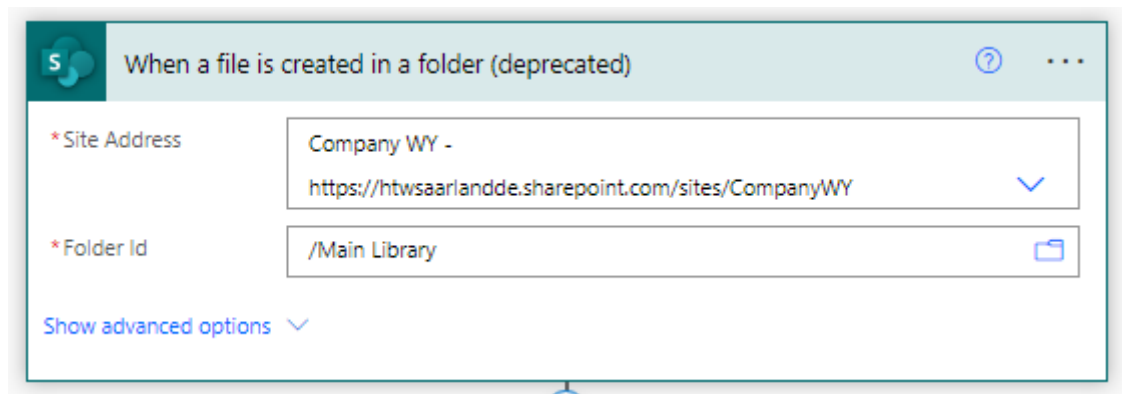 When a file is created in a folder (deprecated)
* Site Address
Company WY -
https://htwsaarlandde.sharepoint.com/sites/CompanyWY
* Folder Id
/Main Library
Show advanced options